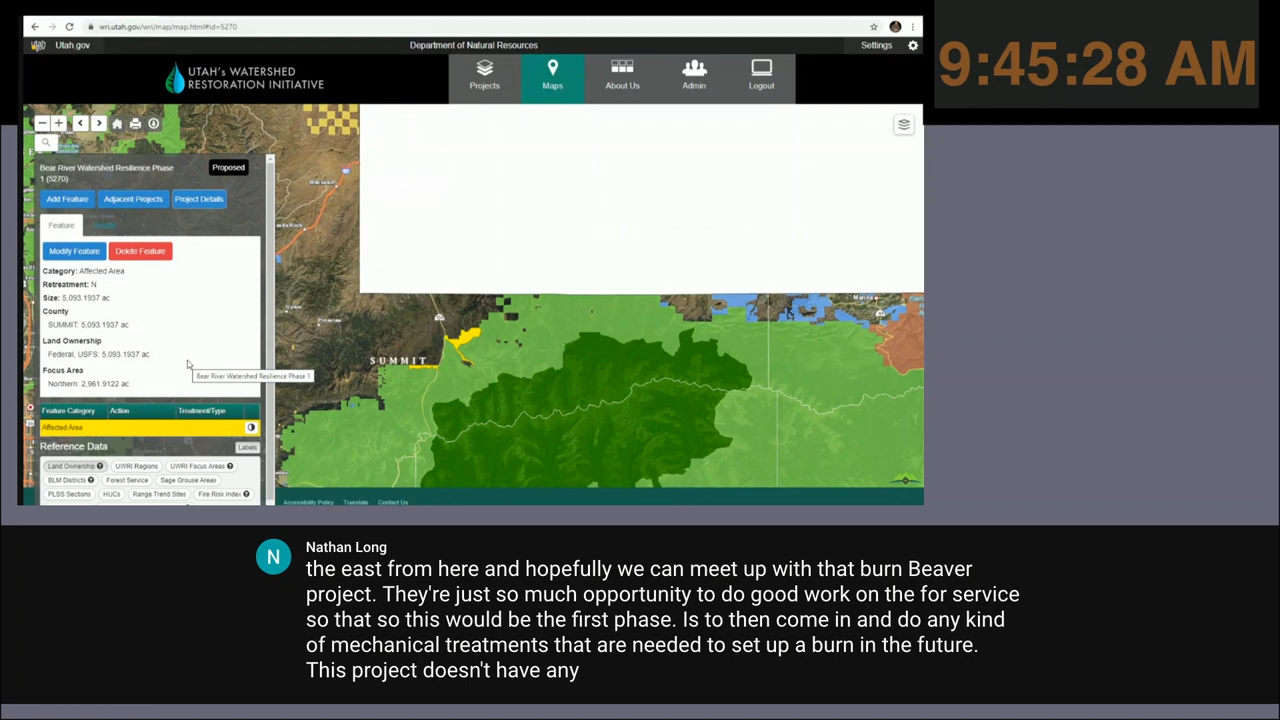 wri.utah.gov/wri/map/map.html#id=5270
Utah.gov
Department of Natural Resources
Settings
9:45:28 AM
UTAH'S WATERSHED
RESTORATION INITIATIVE
Projects
Maps
About Us
Admin
Logout
Bear River Watershed Resilience Phase
1 (5270)
Proposed
Add Feature
Adjacent Projects
Project Details
Feature
Modify Feature
Delete Feature
Category: Affected Area
Retreatment: N
Size: 5,093.1937 ac
County
SUMMIT: 5,093.1937 ac
Land Ownership
Federal, USFS: 5,093.1937 ac
Focus Area
Northern: 2,961.9122 ac
Bear River Watershed Resilience Phase 1
SUMMIT
Manila
Feature Category Action Treatment/Type
Affected Area
Reference Data
Labels
Land Ownership
UWRI Regions
UWRI Focus Areas
BLM Districts
Forest Service
Sage Grouse Areas
PLSS Sections
HUCs
Range Trend Sites
Fire Risk Index
Accessibility Policy
Translate
Contact Us
N
Nathan Long
the east from here and hopefully we can meet up with that burn Beaver
project. They're just so much opportunity to do good work on the for service
so that so this would be the first phase. Is to then come in and do any kind
of mechanical treatments that are needed to set up a burn in the future.
This project doesn't have any